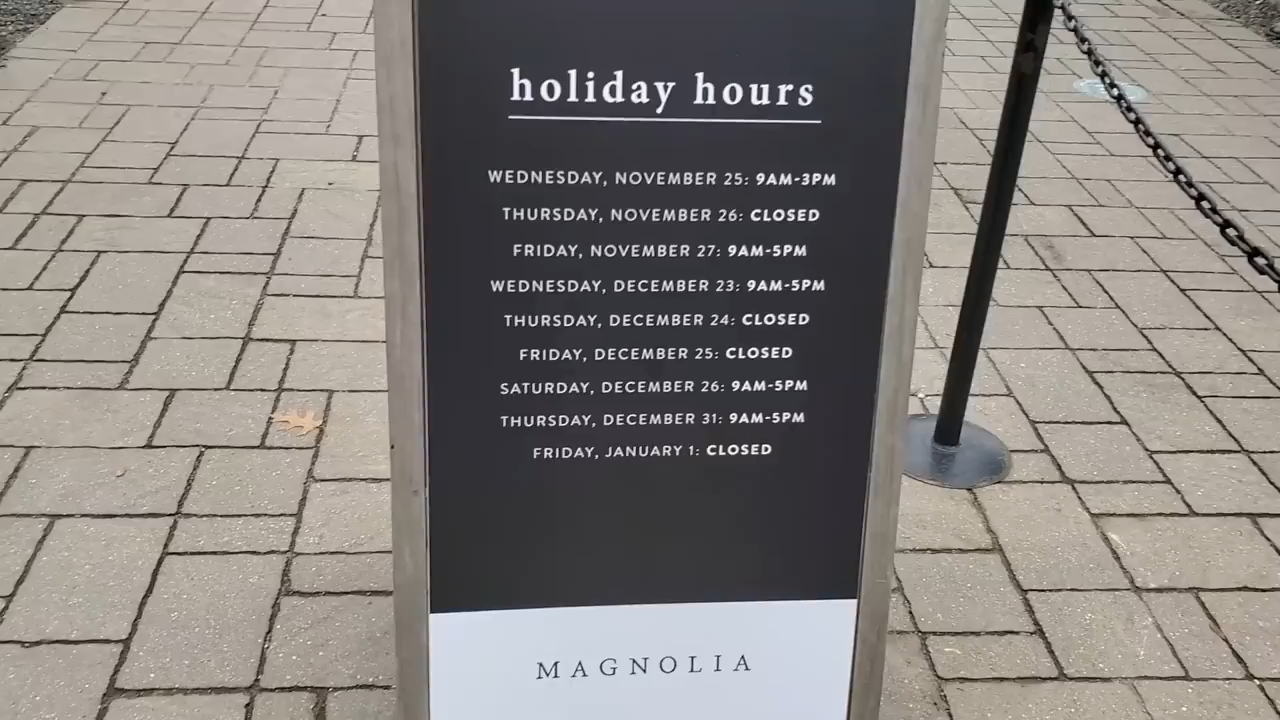 holiday hours
WEDNESDAY, NOVEMBER 25: 9AM-3PM
THURSDAY, NOVEMBER 26: CLOSED
FRIDAY, NOVEMBER 27: 9AM-5PM
WEDNESDAY, DECEMBER 23: 9AM-5PM
THURSDAY, DECEMBER 24: CLOSED
FRIDAY, DECEMBER 25: CLOSED
SATURDAY, DECEMBER 26: 9AM-5PM
THURSDAY, DECEMBER 31: 9AM-5PM
FRIDAY, JANUARY 1: CLOSED
MAGNOLIA